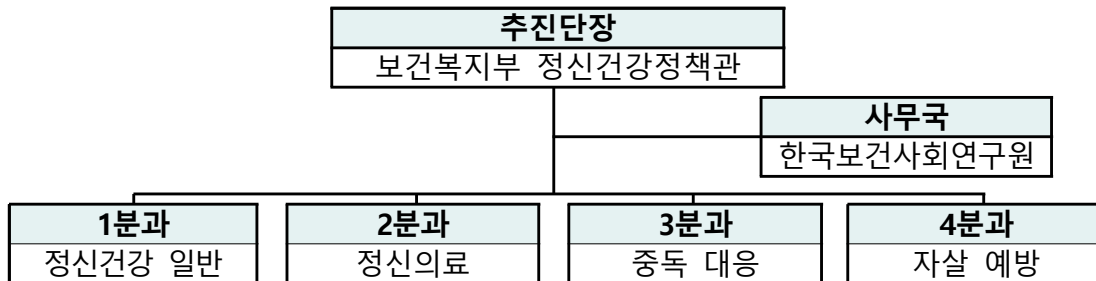 추진단장
보건복지부 정신건강정책관
사무국
한국보건사회연구원
1분과
2분과
3분과
4분과
정신건강 일반
정신의료
중독 대응
자살 예방